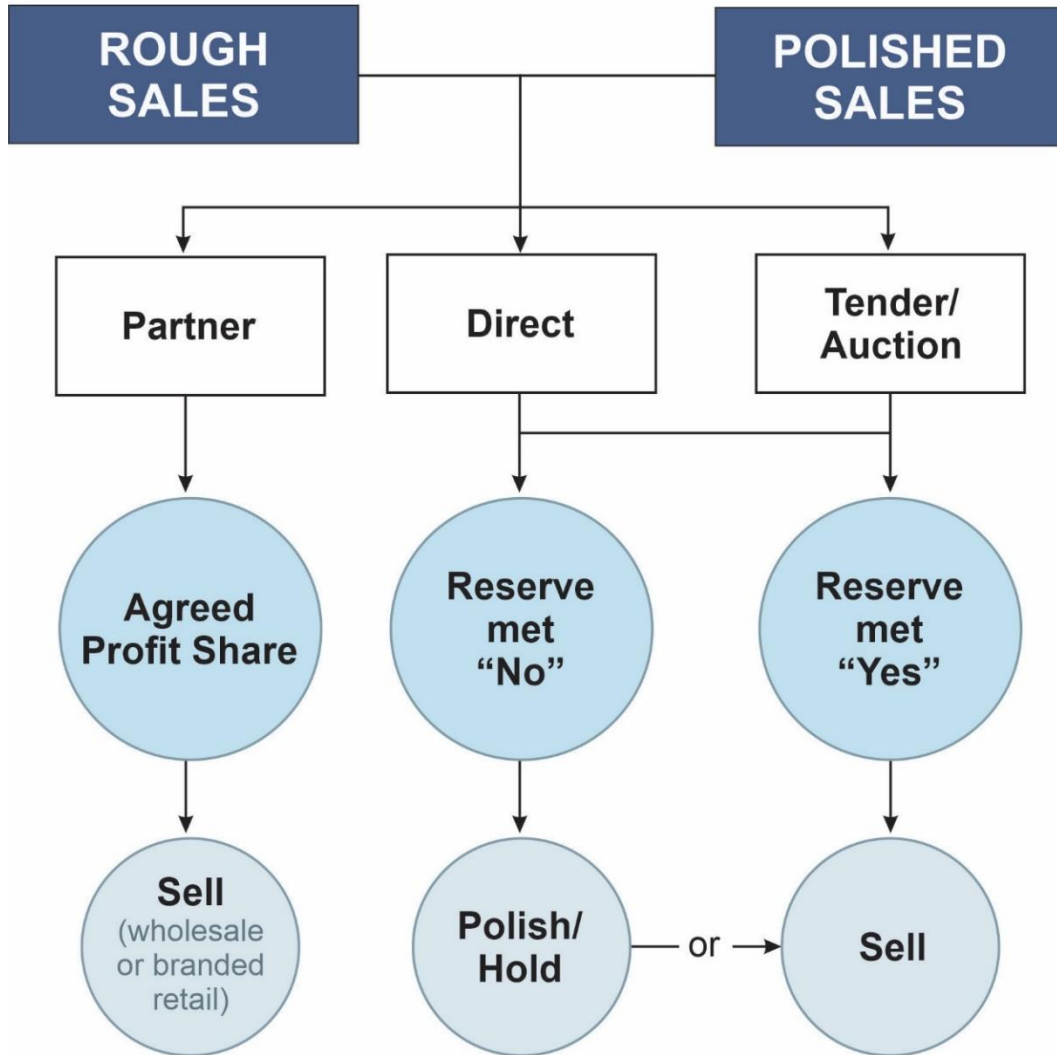 ROUGH
SALES
POLISHED
SALES
Partner
Direct
Tender/
Auction
Agreed
Profit Share
Reserve
met
“No”
Reserve
met
“Yes”
Sell
(wholesale
or branded
retail)
Polish/
Hold
or
Sell